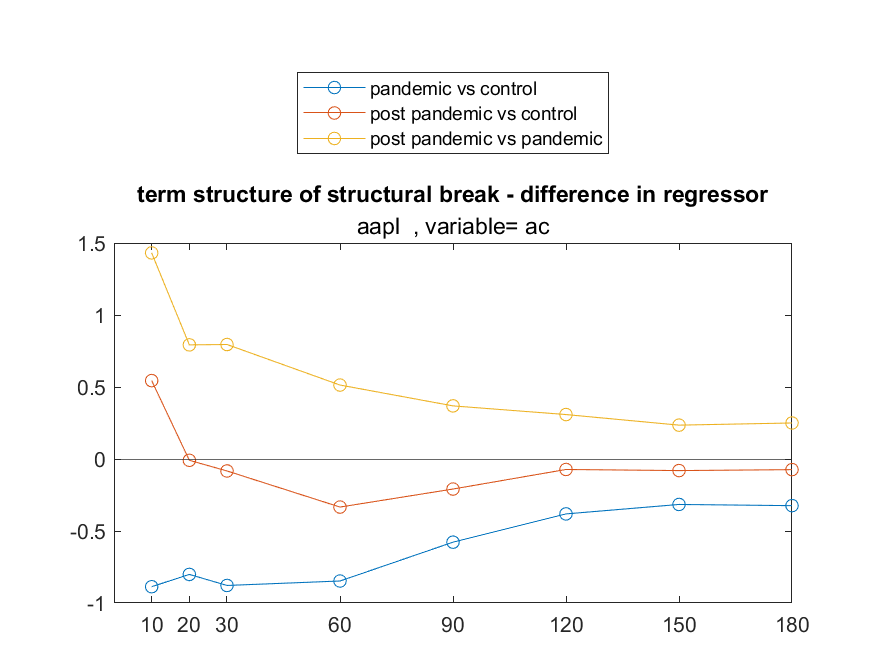 pandemic vs control
post pandemic vs control
post pandemic vs pandemic
term structure of structural break - difference in regressor
aapl  , variable= ac
1.5
1
0.5
0
-0.5
-1
10 20 30 60 90 120 150 180